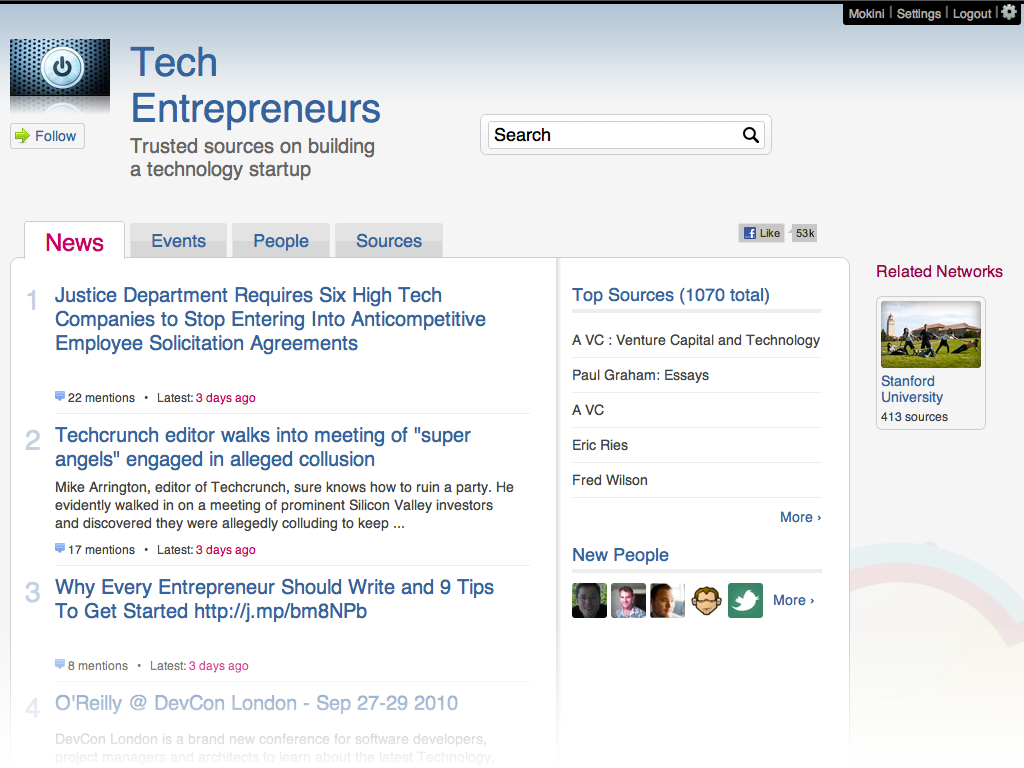 Mokini | Settings | Logout |
Tech
Entrepreneurs
Follow
Trusted sources on building
a technology startup
Search
News
Events
People
Sources
Like
53k
Related Networks
1
Justice Department Requires Six High Tech
Companies to Stop Entering Into Anticompetitive
Employee Solicitation Agreements
22 mentions • Latest: 3 days ago
2
Techcrunch editor walks into meeting of "super
angels" engaged in alleged collusion
Mike Arrington, editor of Techcrunch, sure knows how to ruin a party. He
evidently walked in on a meeting of prominent Silicon Valley investors
and discovered they were allegedly colluding to keep ...
17 mentions • Latest: 3 days ago
3
Why Every Entrepreneur Should Write and 9 Tips
To Get Started http://j.mp/bm8NPb
8 mentions • Latest: 3 days ago
4
O'Reilly @ DevCon London - Sep 27-29 2010
DevCon London is a brand new conference for software developers,
project managers and architects to learn about the latest Technology.
Top Sources (1070 total)
A VC : Venture Capital and Technology
Paul Graham: Essays
A VC
Eric Ries
Fred Wilson
More ›
New People
More ›
Stanford
University
413 sources